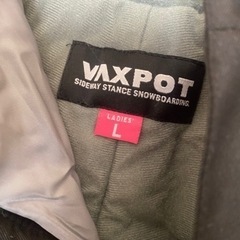 VAXPOT
SIDEWAY STANCE SNOWBOARDING.
LADIES'
L